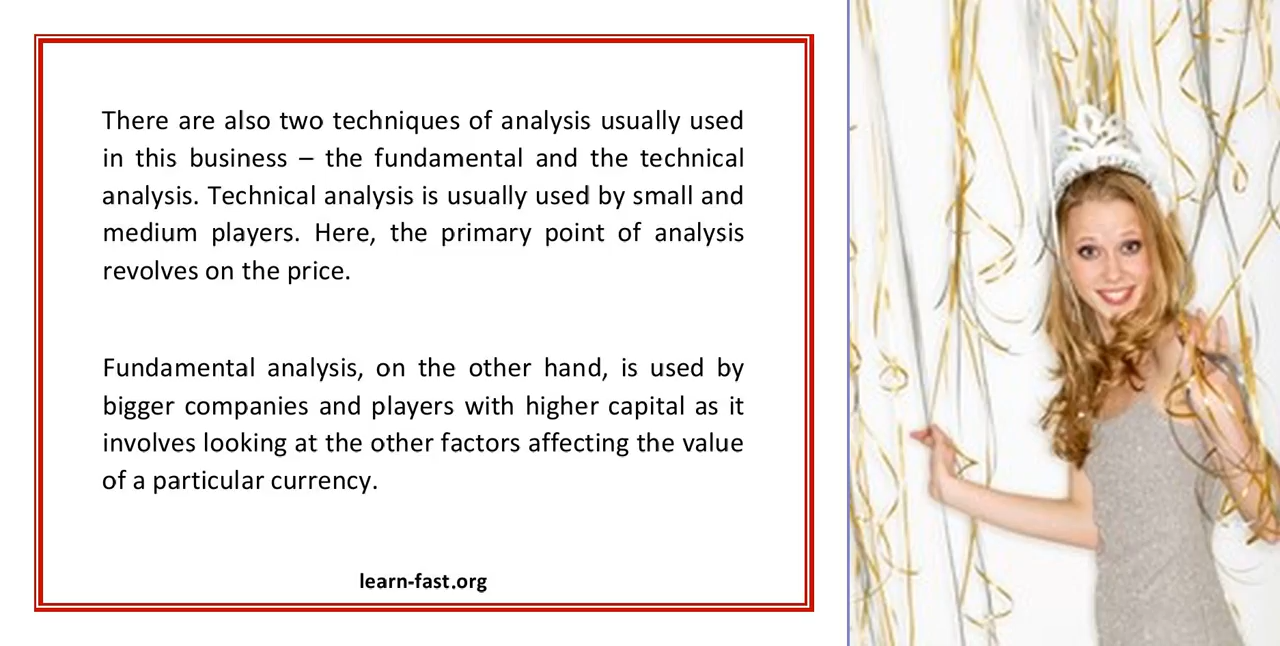 There are also two techniques of analysis usually used
in this business – the fundamental and the technical
analysis. Technical analysis is usually used by small and
medium players. Here, the primary point of analysis
revolves on the price.
Fundamental analysis, on the other hand, is used by
bigger companies and players with higher capital as it
involves looking at the other factors affecting the value
of a particular currency.
learn-fast.org